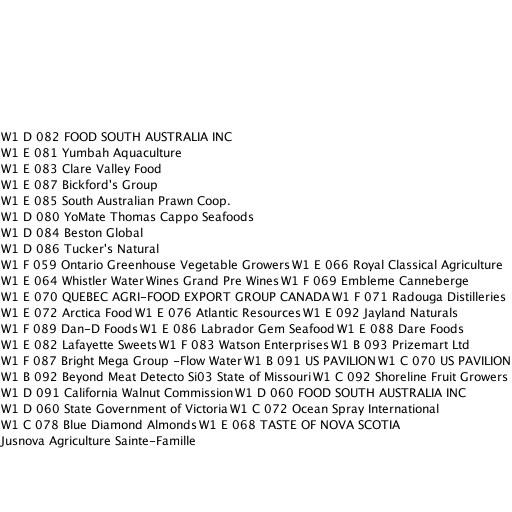 W1 D 082 FOOD SOUTH AUSTRALIA INC
W1 E 081 Yumbah Aquaculture
W1 E 083 Clare Valley Food
W1 E 087 Bickford's Group
W1 E 085 South Australian Prawn Coop.
W1 D 080 YoMate Thomas Cappo Seafoods
W1 D 084 Beston Global
W1 D 086 Tucker's Natural
W1 F 059 Ontario Greenhouse Vegetable Growers W1 E 066 Royal Classical Agriculture
W1 E 064 Whistler Water Wines Grand Pre Wines W1 F 069 Embleme Canneberge
W1 E 070 QUEBEC AGRI-FOOD EXPORT GROUP CANADA W1 F 071 Radouga Distilleries
W1 E 072 Arctica Food W1 E 076 Atlantic Resources W1 E 092 Jayland Naturals
W1 F 089 Dan-D Foods W1 E 086 Labrador Gem Seafood W1 E 088 Dare Foods
W1 E 082 Lafayette Sweets W1 F 083 Watson Enterprises W1 B 093 Prizemart Ltd
W1 F 087 Bright Mega Group -Flow Water W1 B 091 US PAVILION W1 C 070 US PAVILION
W1 B 092 Beyond Meat Detecto Si03 State of Missouri W1 C 092 Shoreline Fruit Growers
W1 D 091 California Walnut Commission W1 D 060 FOOD SOUTH AUSTRALIA INC
W1 D 060 State Government of Victoria W1 C 072 Ocean Spray International
W1 C 078 Blue Diamond Almonds W1 E 068 TASTE OF NOVA SCOTIA
Jusnova Agriculture Sainte-Famille